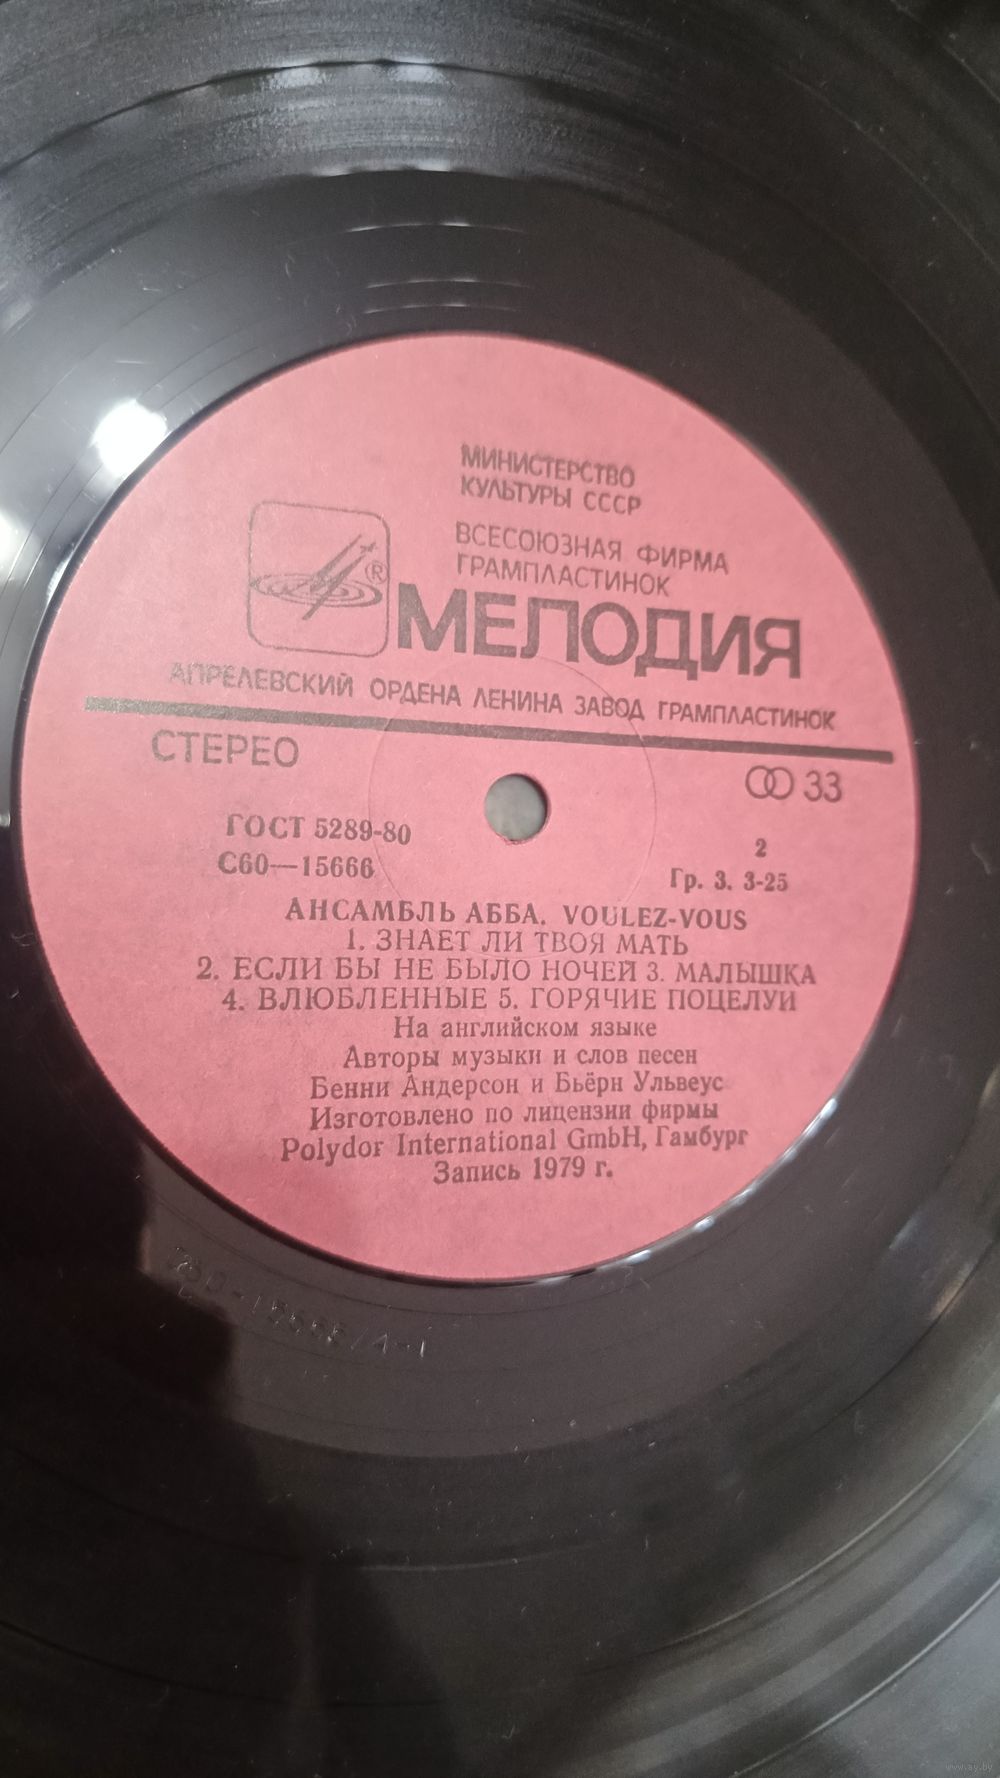 МИНИСТЕРСТВО
КУЛЬТУРЫ СССР
ВСЕСОЮЗНАЯ ФИРМА
ГРАМПЛАСТИНОК
®
МЕЛОДИЯ
АПРЕЛЕВСКИЙ ОРДЕНА ЛЕНИНА ЗАВОД ГРАМПЛАСТИНОК
СТЕРЕО
33
ГОСТ 5289-80
2
С60—15666
Гр. 3. 3-25
АНСАМБЛЬ АББА. VOULEZ-VOUS
1. ЗНАЕТ ЛИ ТВОЯ МАТЬ
2. ЕСЛИ БЫ НЕ БЫЛО НОЧЕЙ 3. МАЛЫШКА
4. ВЛЮБЛЕННЫЕ 5. ГОРЯЧИЕ ПОЦЕЛУИ
На английском языке
Авторы музыки и слов песен
Бенни Андерсон и Бьёрн Ульвеус
Изготовлено по лицензии фирмы
Polydor International GmbH, Гамбург
Запись 1979 г.
www.ay.by